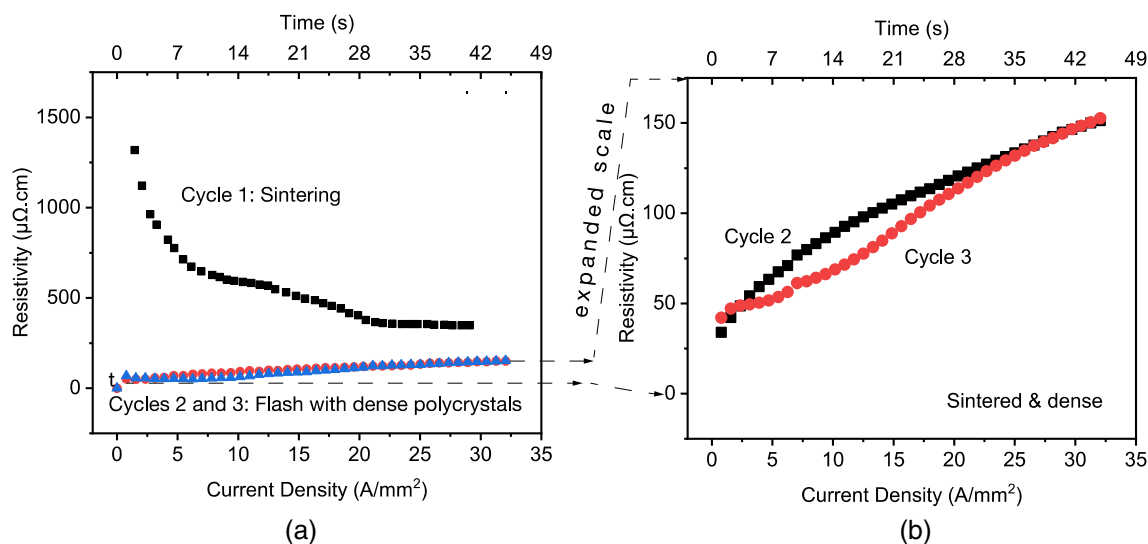 Time (s)
0 7 14 21 28 31 42 49
1500
1000
500
0
Resistivity (µΩ.cm)
Cycle 1: Sintering
t
Cycles 2 and 3: Flash with dense polycrystals
0 5 10 15 20 25 30 35
Current Density (A/mm²)
(a)
expanded scale
Time (s)
0 7 14 21 28 35 42 49
150
100
50
0
Resistivity (µΩ.cm)
Cycle 2
Cycle 3
Sintered & dense
0 5 10 15 20 25 30 35
Current Density (A/mm²)
(b)